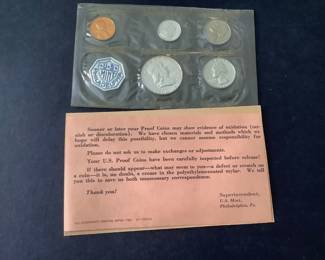 Sooner or later your Proof Coins may show evidence of oxidation (tar-
nish or discoloration). We have chosen materials and methods which we
hope will delay this possibility, but we cannot assume responsibility for
oxidation.
Please do not ask us to make exchanges or adjustments.
Your U.S. Proof Coins have been carefully inspected before release!
If there should appear—what may seem to you—a defect or scratch on
a coin—it is, no doubt, a crease in the polyethylene-coated mylar. We tell
you this to save us both unnecessary correspondence.
Thank you!
Superintendent,
U.S. Mint,
Philadelphia, Pa.